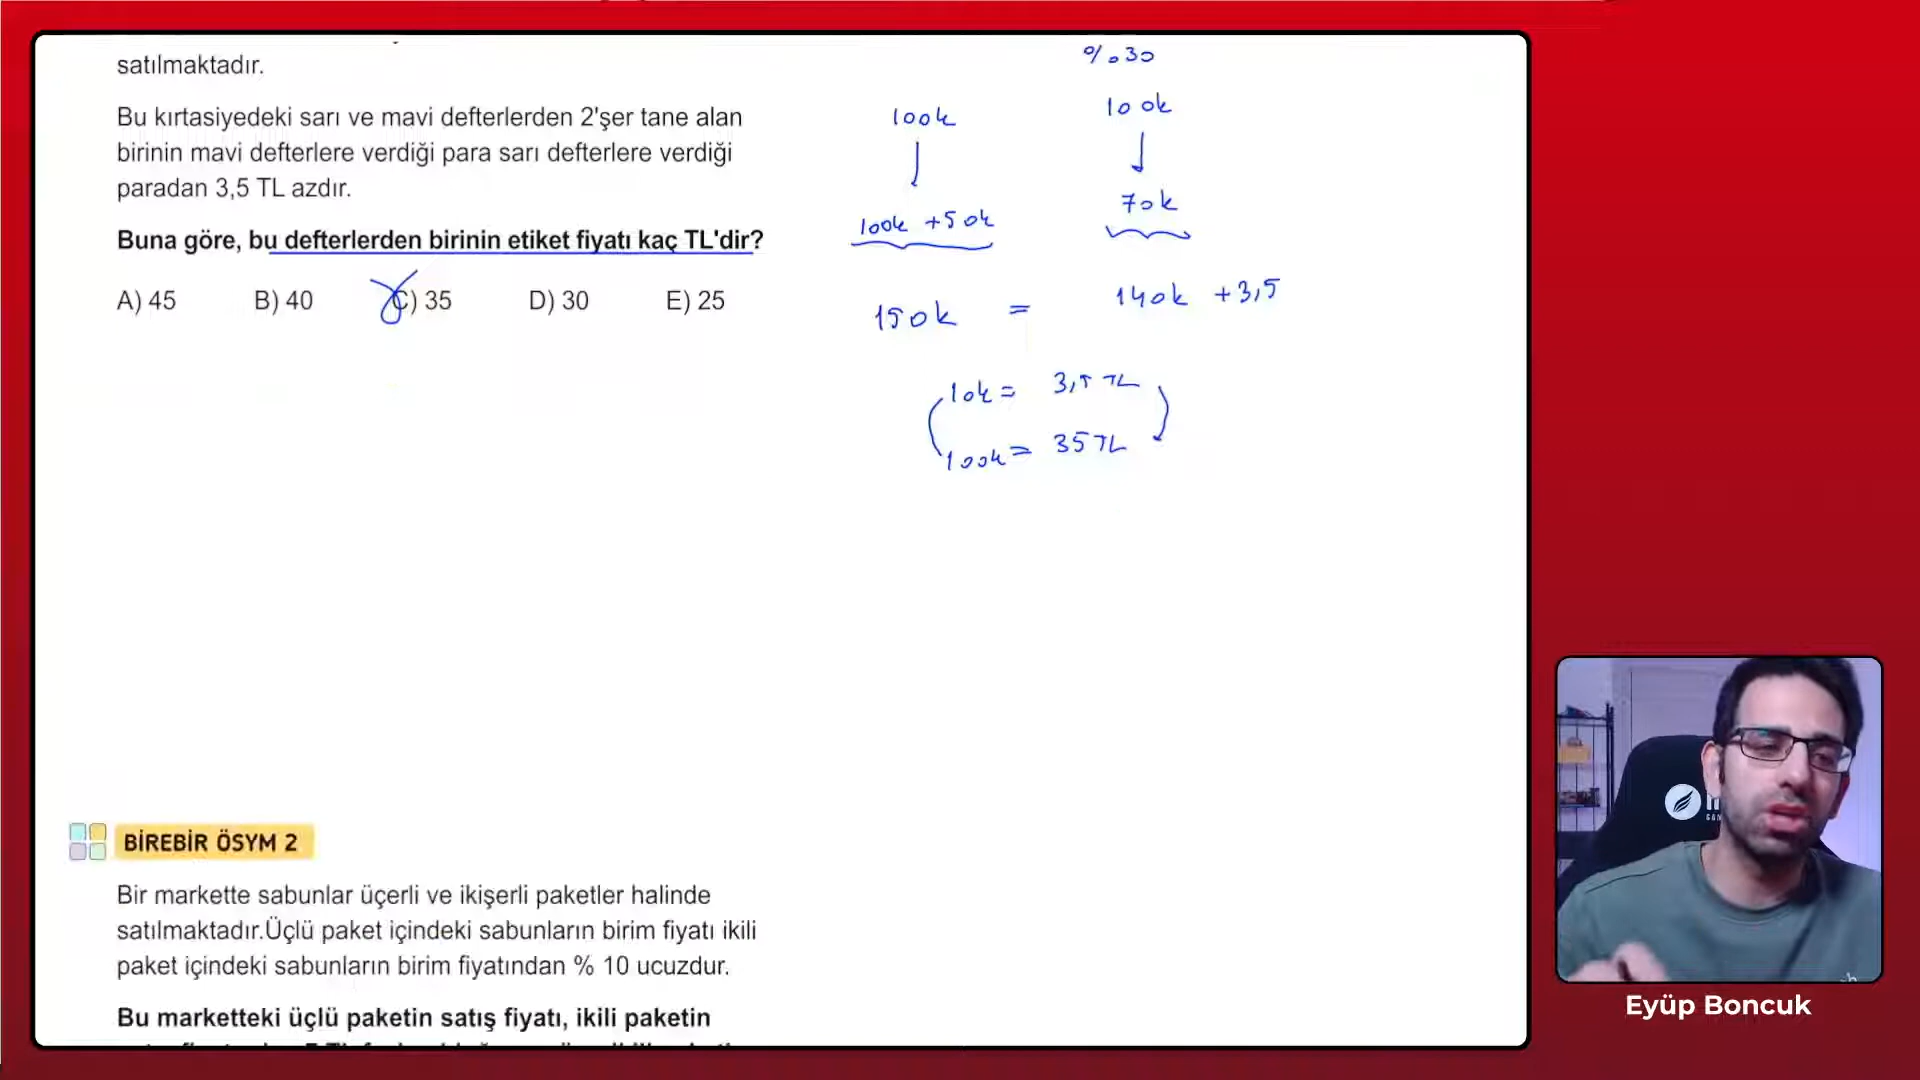 satılmaktadır.
Bu kırtasiyedeki sarı ve mavi defterlerden 2'şer tane alan
birinin mavi defterlere verdiği para sarı defterlere verdiği
paradan 3,5 TL azdır.
Buna göre, bu defterlerden birinin etiket fiyatı kaç TL'dir?
A) 45 B) 40 C) 35 D) 30 E) 25
%30
100k 100k
100k + 50k 70k
150k = 140k + 3,5
10k = 3,5 TL
100k = 35 TL
BİREBİR ÖSYM 2
Bir markette sabunlar üçerli ve ikişerli paketler halinde
satılmaktadır.Üçlü paket içindeki sabunların birim fiyatı ikili
paket içindeki sabunların birim fiyatından % 10 ucuzdur.
Bu marketteki üçlü paketin satış fiyatı, ikili paketin
Eyüp Boncuk